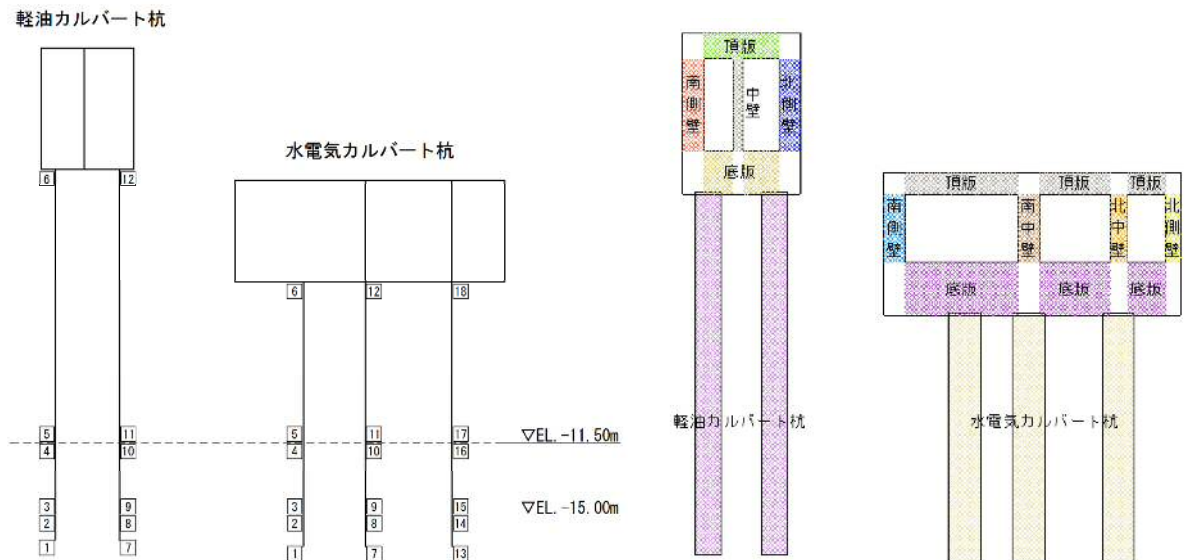 軽油カルバート杭
6 12
5 11
4 10
3 9
2 8
1 7
水電気カルバート杭
6 12 18
5 11 17
4 10 16
3 9 15
2 8 14
1 7 13
▽EL.-11.50m
▽EL.-15.00m
頂版
南側壁
中壁
北側壁
底版
軽油カルバート杭
頂版 頂版 頂版
南側壁
南中壁
北中壁
北側壁
底版 底版 底版
水電気カルバート杭